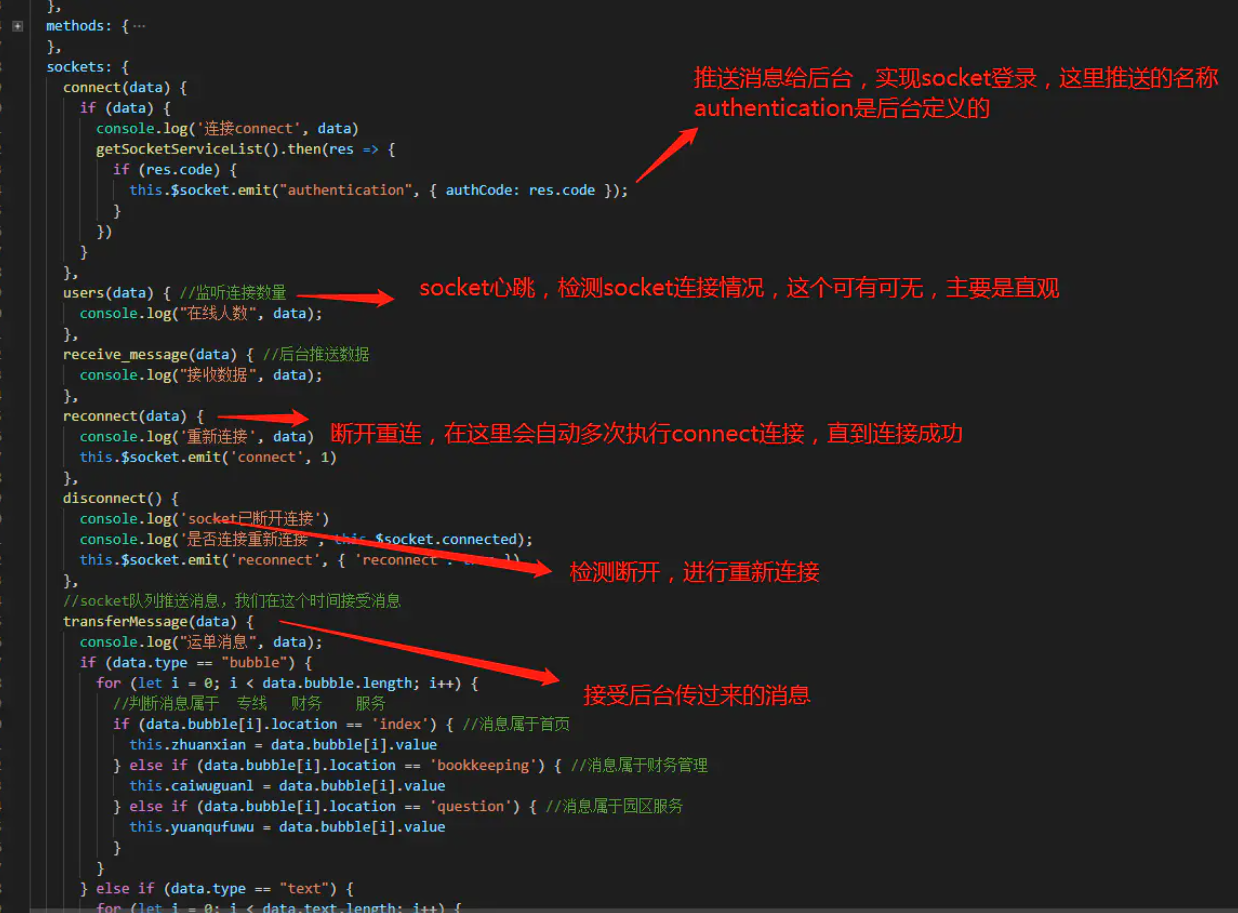 },
methods: {···
},
sockets: {
connect(data) {
推送消息给后台，实现socket登录，这里推送的名称
authentication是后台定义的
if (data) {
console.log('连接connect', data)
getSocketServiceList().then(res => {
if (res.code) {
this.$socket.emit("authentication", { authCode: res.code });
}
})
}
},
users(data) { //监听连接数量
socket心跳，检测socket连接情况，这个可有可无，主要是直观
console.log("在线人数", data);
},
receive_message(data) { //后台推送数据
console.log("接收数据", data);
},
reconnect(data) {
console.log('重新连接', data)
断开重连，在这里会自动多次执行connect连接，直到连接成功
this.$socket.emit('connect', 1)
},
disconnect() {
console.log('socket已断开连接')
console.log('是否连接重新连接', this.$socket.connected);
this.$socket.emit('reconnect', { 'reconnect': true })
检测断开，进行重新连接
},
//socket队列推送消息，我们在这个时间接受消息
transferMessage(data) {
console.log("运单消息", data);
if (data.type == "bubble") {
for (let i = 0; i < data.bubble.length; i++) {
接受后台传过来的消息
//判断消息属于 专线 财务 服务
if (data.bubble[i].location == 'index') { //消息属于首页
this.zhuanxian = data.bubble[i].value
} else if (data.bubble[i].location == 'bookkeeping') { //消息属于财务管理
this.caiwuguanl = data.bubble[i].value
} else if (data.bubble[i].location == 'question') { //消息属于园区服务
this.yuanqufuwu = data.bubble[i].value
}
}
} else if (data.type == "text") {
for (let i = 0; i < data.text.length; i++) {